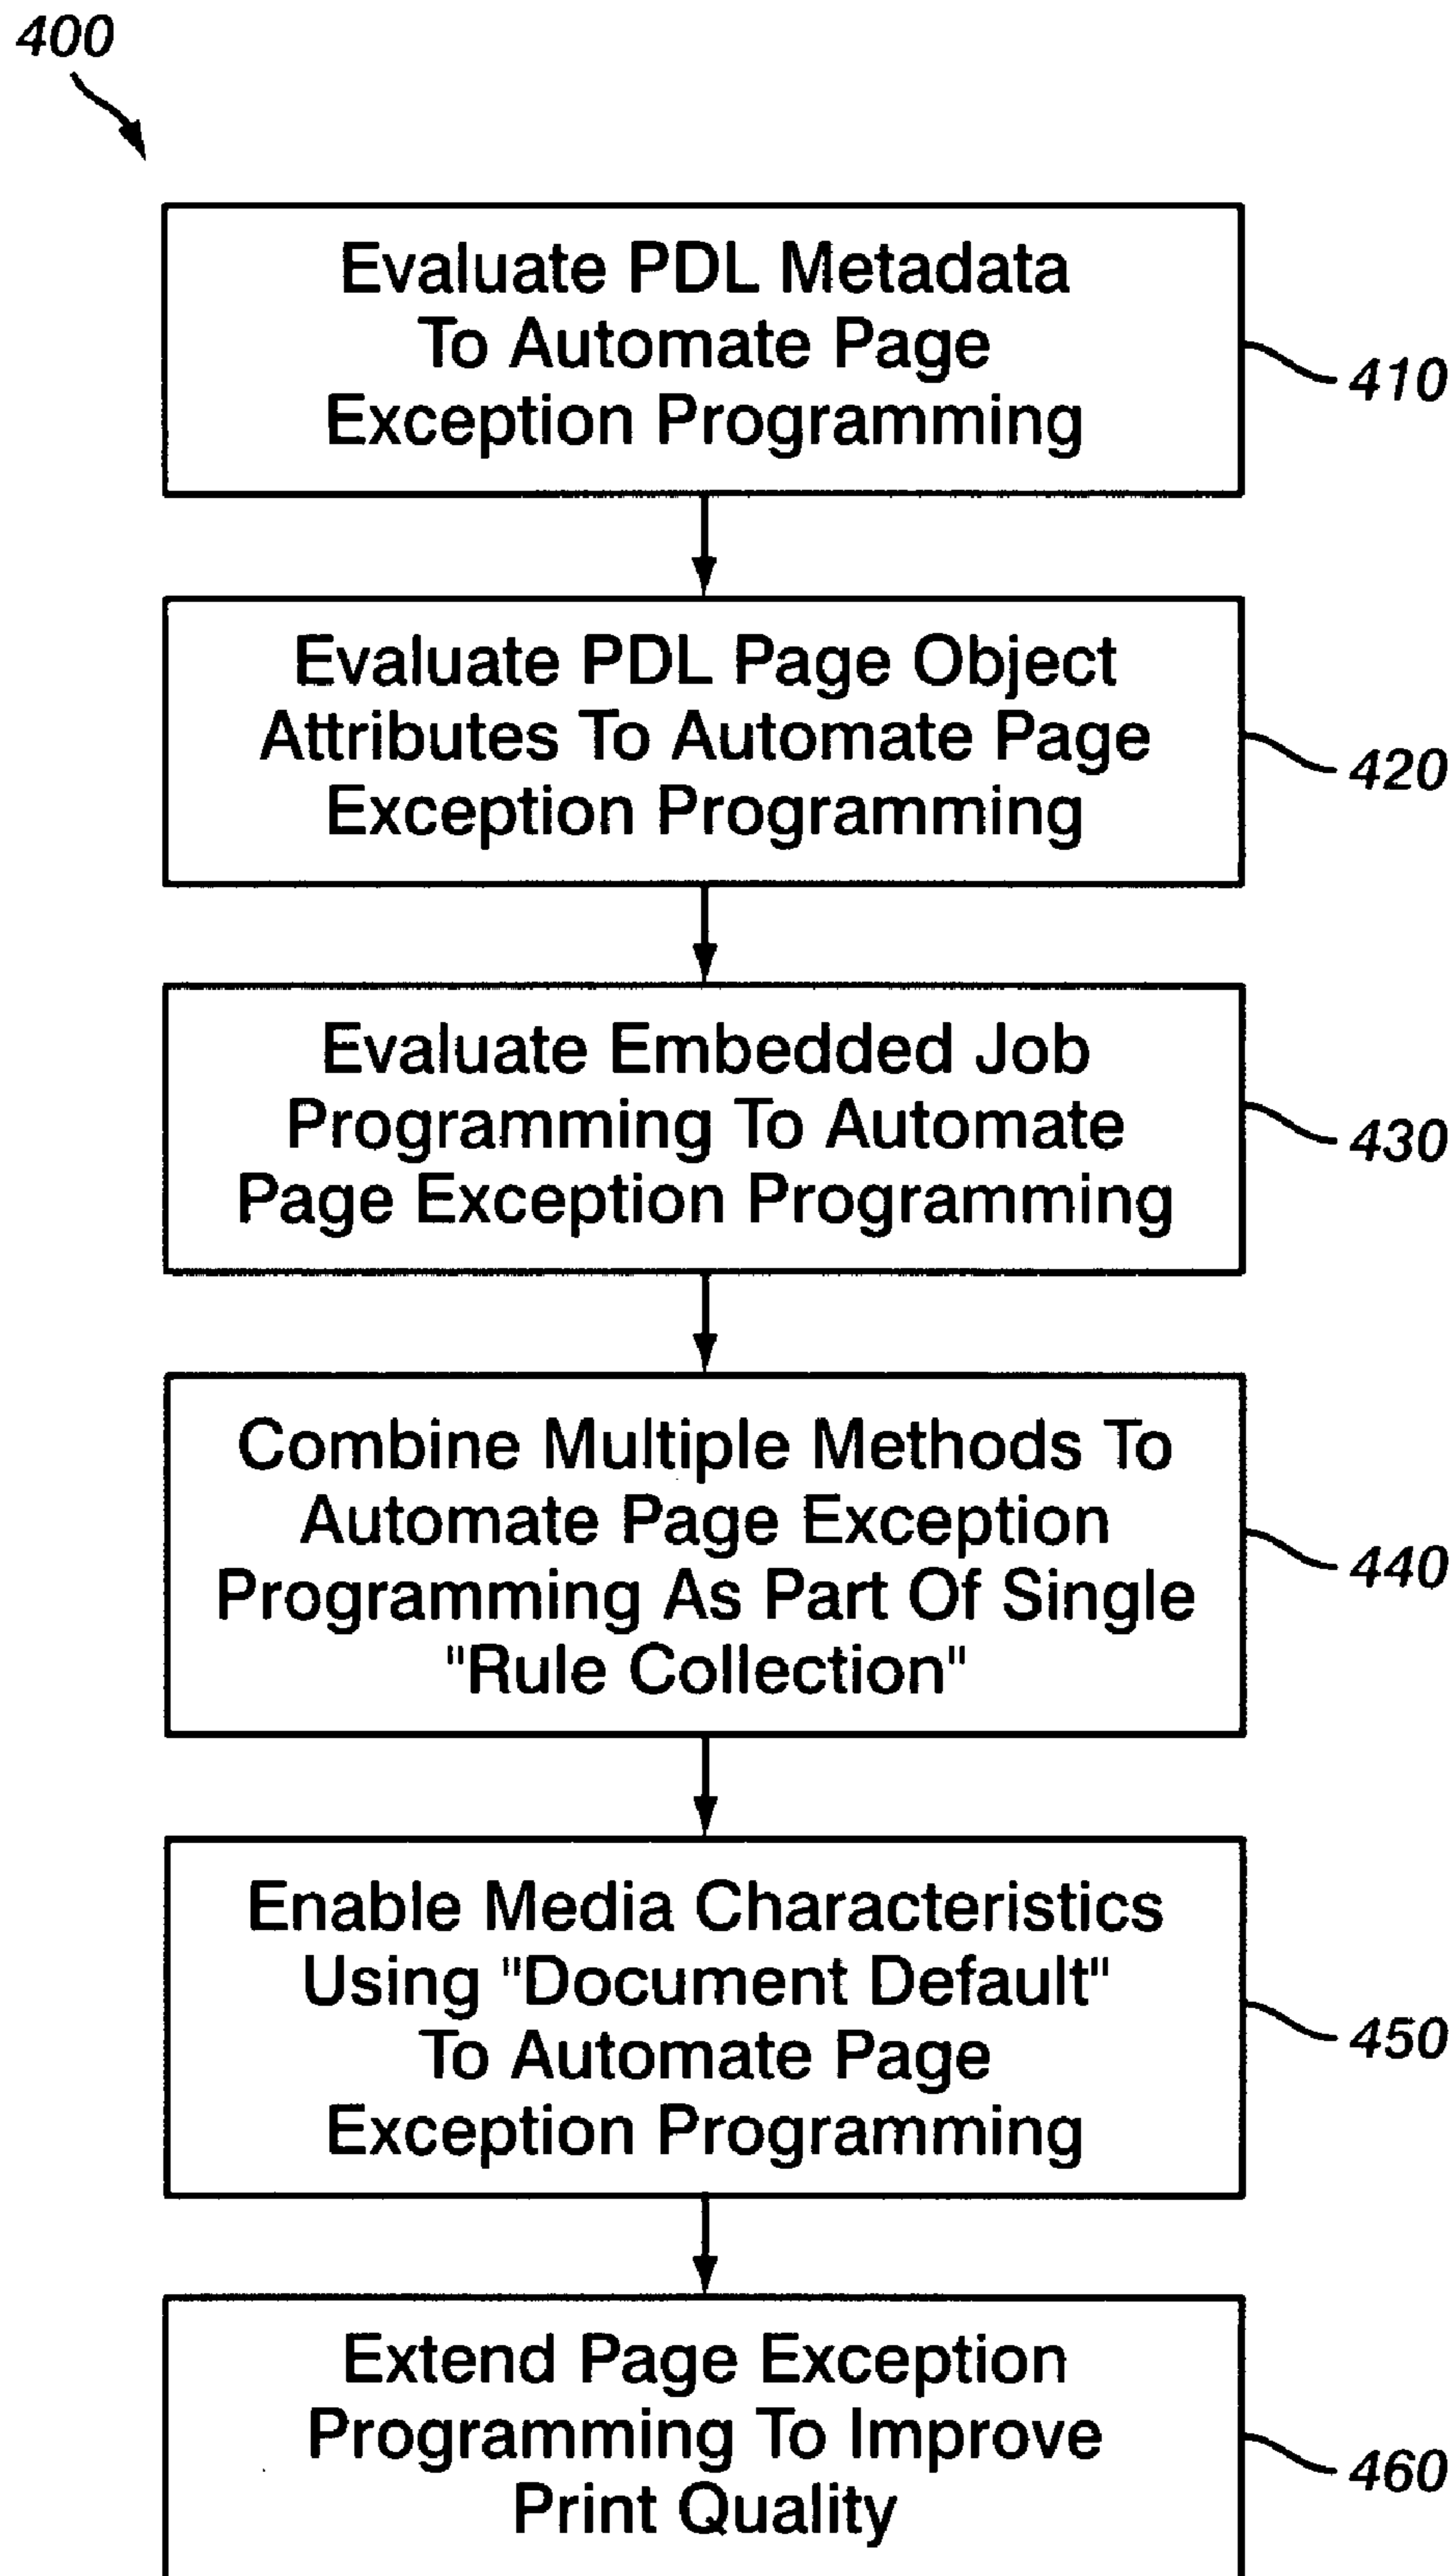 400
Evaluate PDL Metadata
To Automate Page
Exception Programming
410
Evaluate PDL Page Object
Attributes To Automate Page
Exception Programming
420
Evaluate Embedded Job
Programming To Automate
Page Exception Programming
430
Combine Multiple Methods To
Automate Page Exception
Programming As Part Of Single
"Rule Collection"
440
Enable Media Characteristics
Using "Document Default"
To Automate Page
Exception Programming
450
Extend Page Exception
Programming To Improve
Print Quality
460